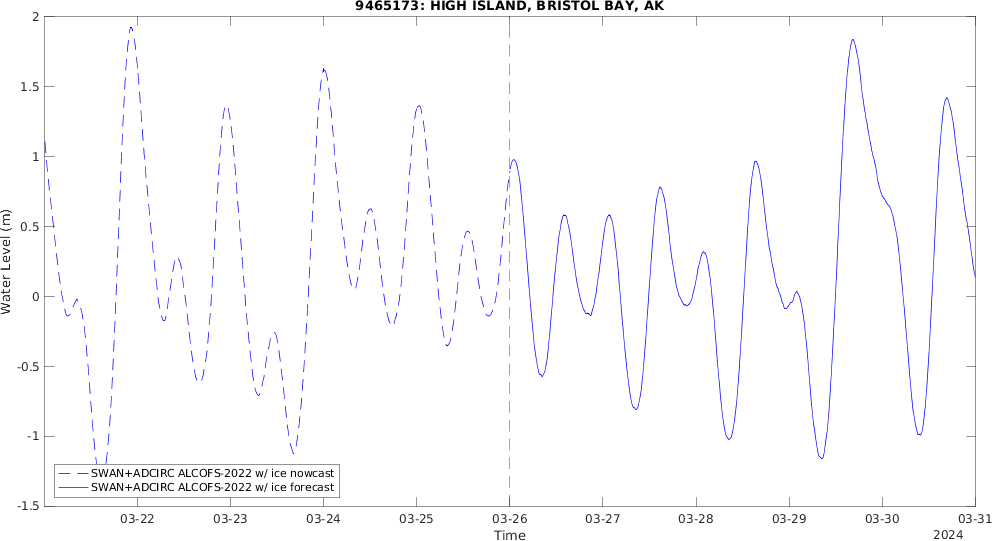 9465173: HIGH ISLAND, BRISTOL BAY, AK
Water Level (m)
2
1.5
1
0.5
0
-0.5
-1
-1.5
SWAN+ADCIRC ALCOFS-2022 w/ ice nowcast
SWAN+ADCIRC ALCOFS-2022 w/ ice forecast
03-22 03-23 03-24 03-25 03-26 03-27 03-28 03-29 03-30 03-31
Time
2024